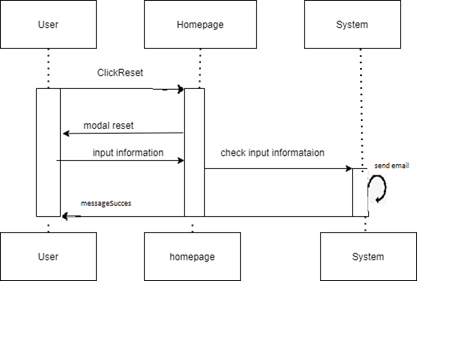 User
Homepage
System
ClickReset
modal reset
input information
check input informataion
send email
messageSucces
User
homepage
System